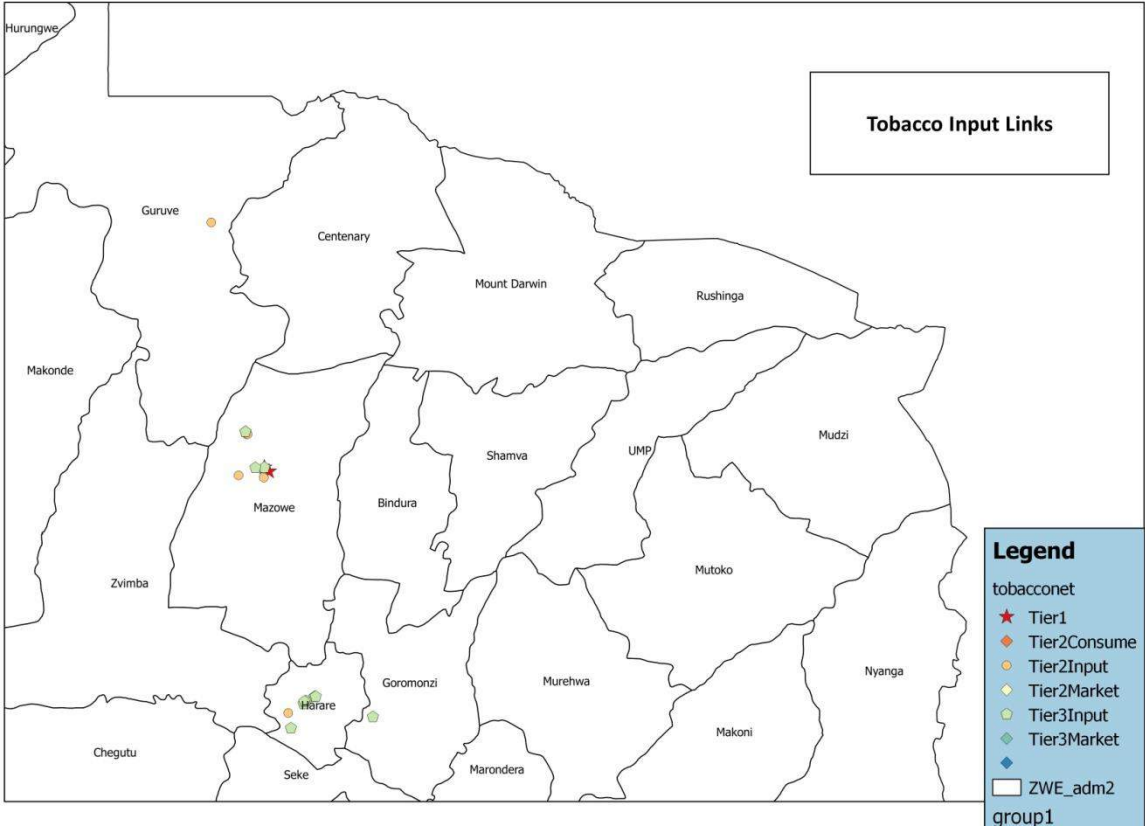 Hurungwe
Tobacco Input Links
Guruve
Centenary
Mount Darwin
Rushinga
Makonde
Mudzi
UMP
Shamva
Bindura
Mazowe
Zvimba
Mutoko
Nyanga
Goromonzi
Murehwa
Harare
Makoni
Chegutu
Seke
Marondera
Legend
tobacconet
Tier1
Tier2Consume
Tier2Input
Tier2Market
Tier3Input
Tier3Market
ZWE_adm2
group1